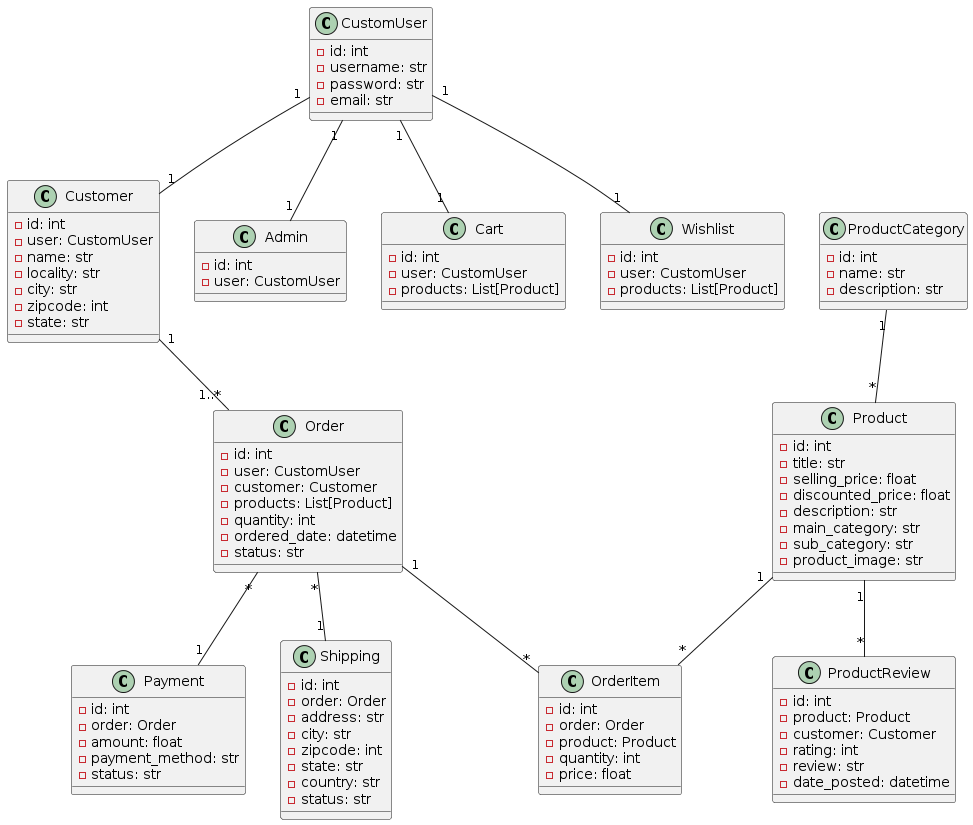 C CustomUser
id: int
username: str
password: str
email: str
1
1
1
1
1
1
1
1
C Customer
id: int
user: CustomUser
name: str
locality: str
city: str
zipcode: int
state: str
C Admin
id: int
user: CustomUser
C Cart
id: int
user: CustomUser
products: List[Product]
C Wishlist
id: int
user: CustomUser
products: List[Product]
C ProductCategory
id: int
name: str
description: str
1
1..*
1
*
C Order
id: int
user: CustomUser
customer: Customer
products: List[Product]
quantity: int
ordered_date: datetime
status: str
C Product
id: int
title: str
selling_price: float
discounted_price: float
description: str
main_category: str
sub_category: str
product_image: str
*
1
*
1
1
*
1
*
1
*
C Payment
id: int
order: Order
amount: float
payment_method: str
status: str
C Shipping
id: int
order: Order
address: str
city: str
zipcode: int
state: str
country: str
status: str
C OrderItem
id: int
order: Order
product: Product
quantity: int
price: float
C ProductReview
id: int
product: Product
customer: Customer
rating: int
review: str
date_posted: datetime